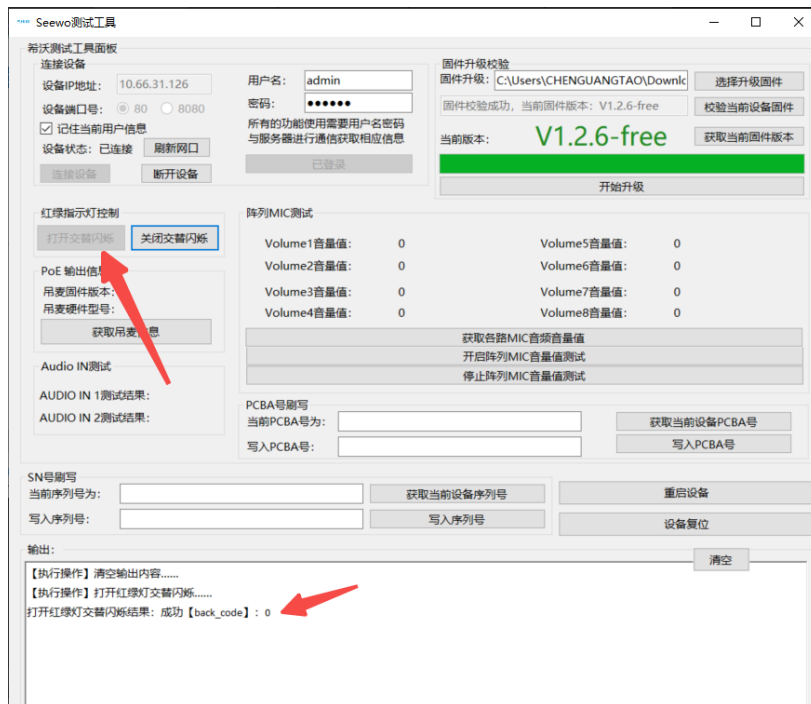 Seewo测试工具
希沃测试工具面板
连接设备
设备IP地址:
10.66.31.126
设备端口号:
80
8080
记住当前用户信息
设备状态: 已连接
刷新网口
连接设备
断开设备
用户名:
admin
密码:
●●●●●●
所有的功能使用需要用户名密码
与服务器进行通信获取相应信息
已登录
固件升级校验
固件升级:
C:\Users\CHENGUANGTAO\Downlc
选择升级固件
固件校验成功，当前固件版本: V1.2.6-free
校验当前设备固件
当前版本:
V1.2.6-free
获取当前固件版本
开始升级
红绿指示灯控制
打开交替闪烁
关闭交替闪烁
PoE 输出信息
吊麦固件版本:
吊麦硬件型号:
获取吊麦信息
Audio IN测试
AUDIO IN 1测试结果:
AUDIO IN 2测试结果:
阵列MIC测试
Volume1音量值: 0
Volume5音量值: 0
Volume2音量值: 0
Volume6音量值: 0
Volume3音量值: 0
Volume7音量值: 0
Volume4音量值: 0
Volume8音量值: 0
获取各路MIC音频音量值
开启阵列MIC音量值测试
停止阵列MIC音量值测试
PCBA号刷写
当前PCBA号为:
获取当前设备PCBA号
写入PCBA号:
写入PCBA号
SN号刷写
当前序列号为:
获取当前设备序列号
写入序列号:
写入序列号
重启设备
设备复位
输出:
清空
【执行操作】清空输出内容......
【执行操作】打开红绿灯交替闪烁......
打开红绿灯交替闪烁结果: 成功【back_code】: 0